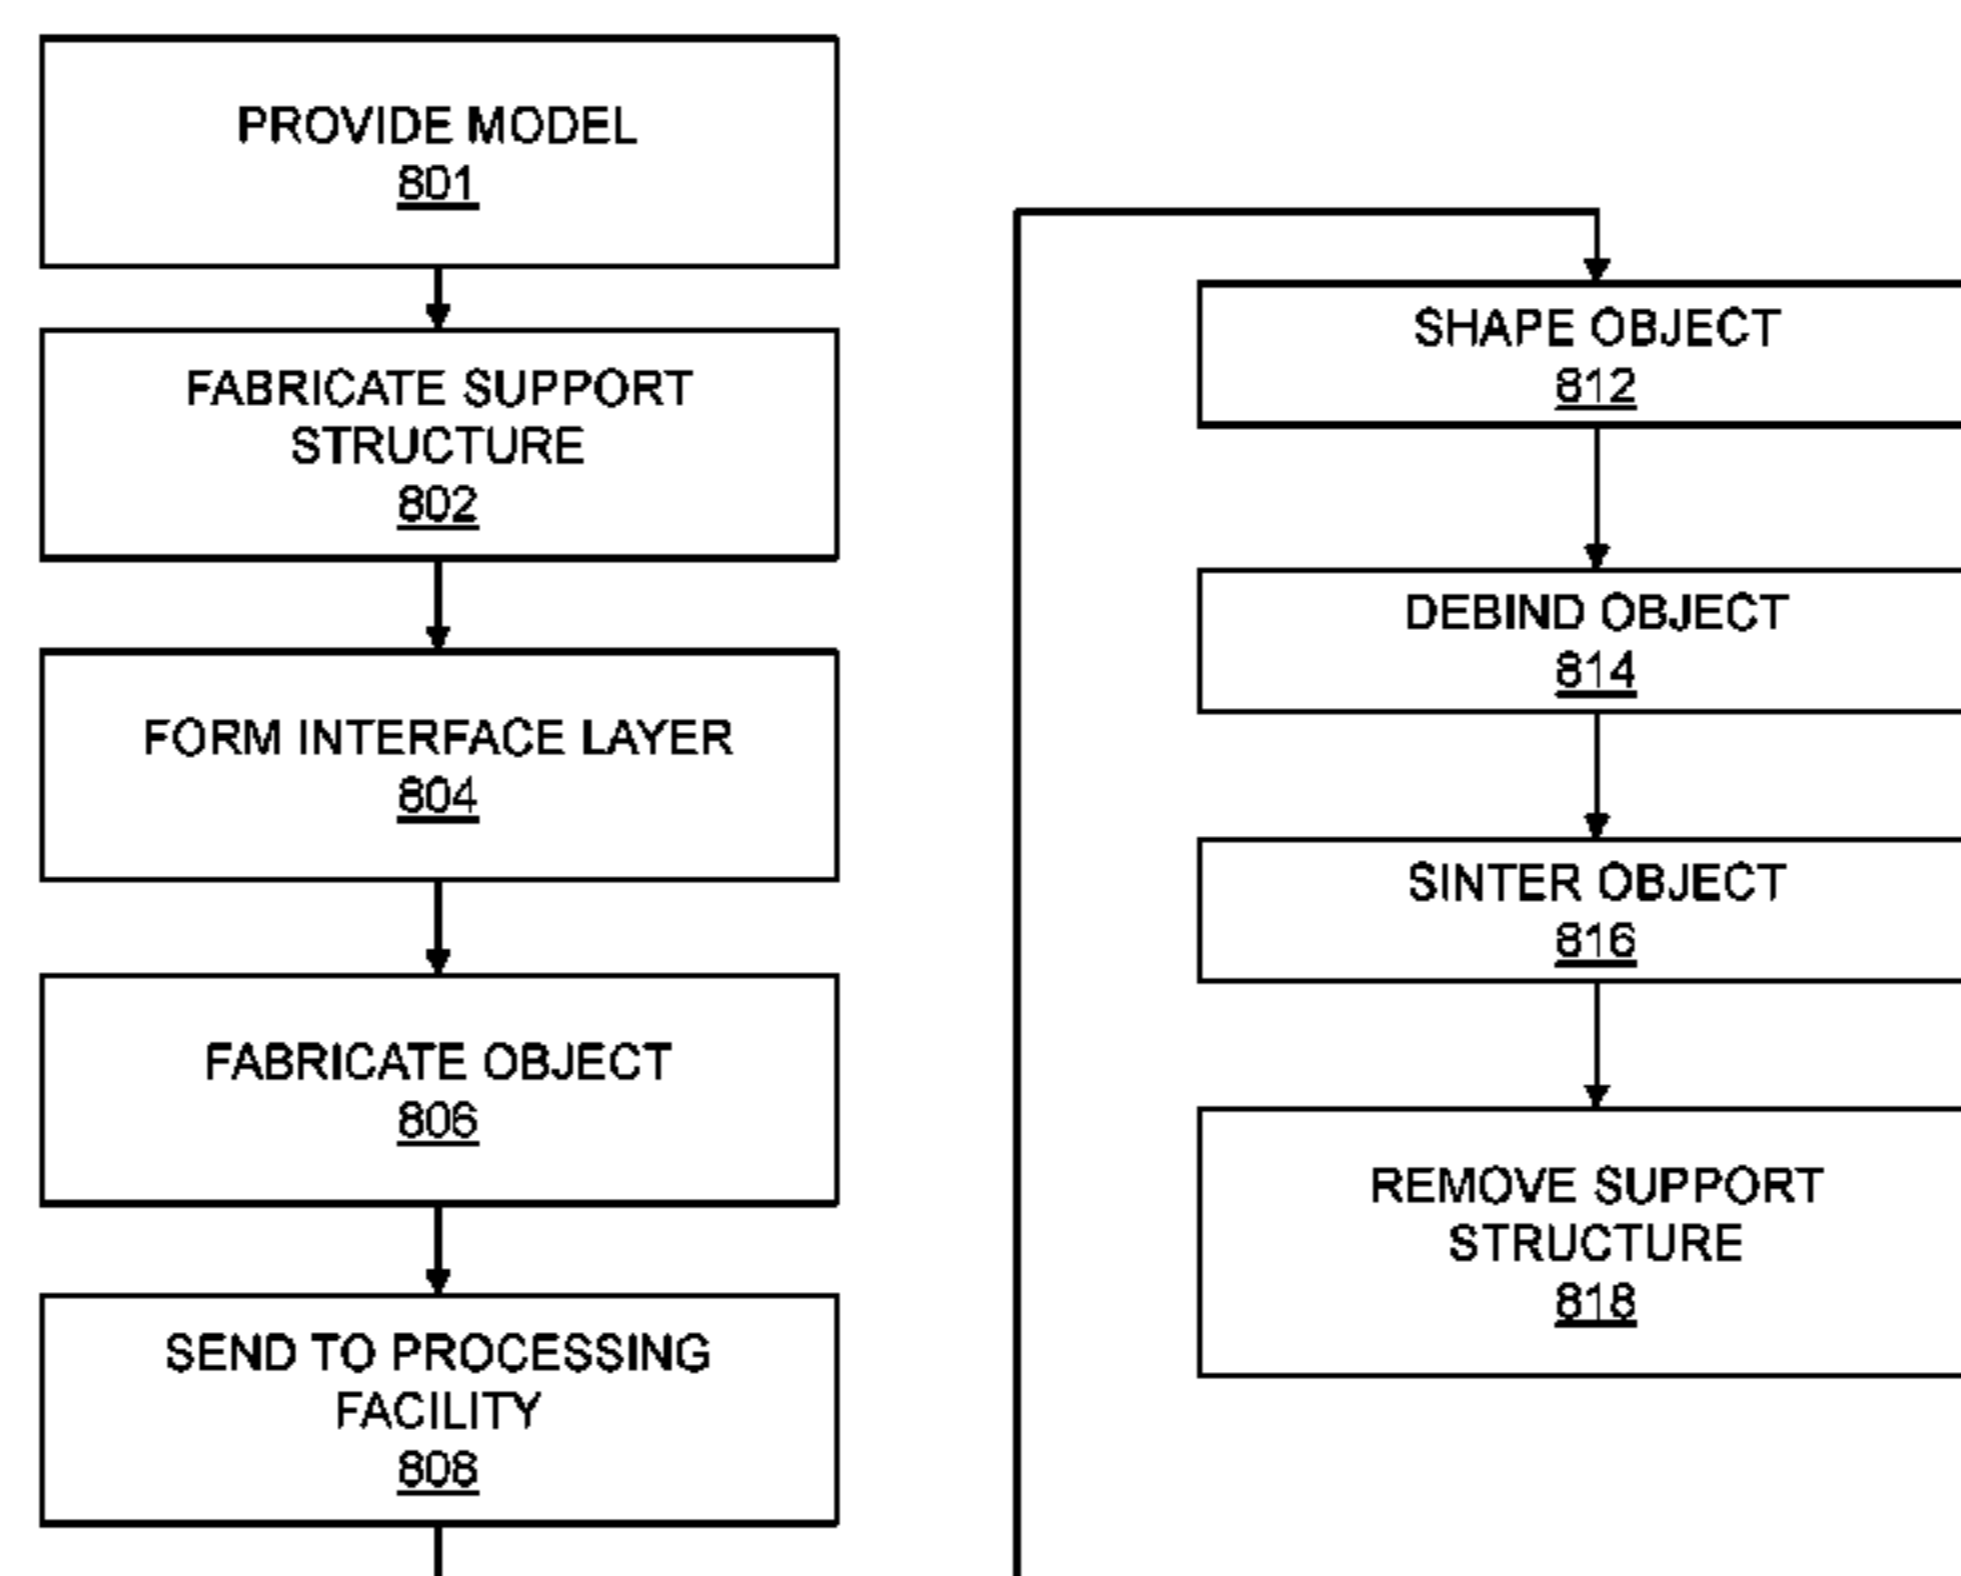 PROVIDE MODEL
801
FABRICATE SUPPORT
STRUCTURE
802
FORM INTERFACE LAYER
804
FABRICATE OBJECT
806
SEND TO PROCESSING
FACILITY
808
SHAPE OBJECT
812
DEBIND OBJECT
814
SINTER OBJECT
816
REMOVE SUPPORT
STRUCTURE
818